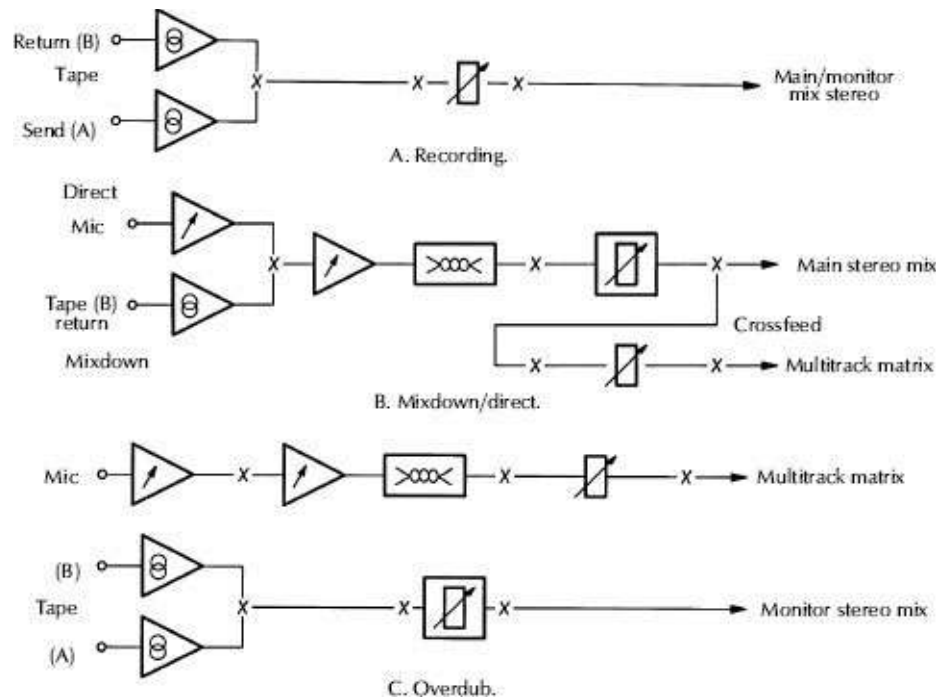 Return (B)
Tape
Send (A)
Main/monitor
mix stereo
A. Recording.
Direct
Mic
Tape (B)
return
Mixdown
Main stereo mix
Crossfeed
Multitrack matrix
B. Mixdown/direct.
Mic
Multitrack matrix
(B)
Tape
(A)
Monitor stereo mix
C. Overdub.